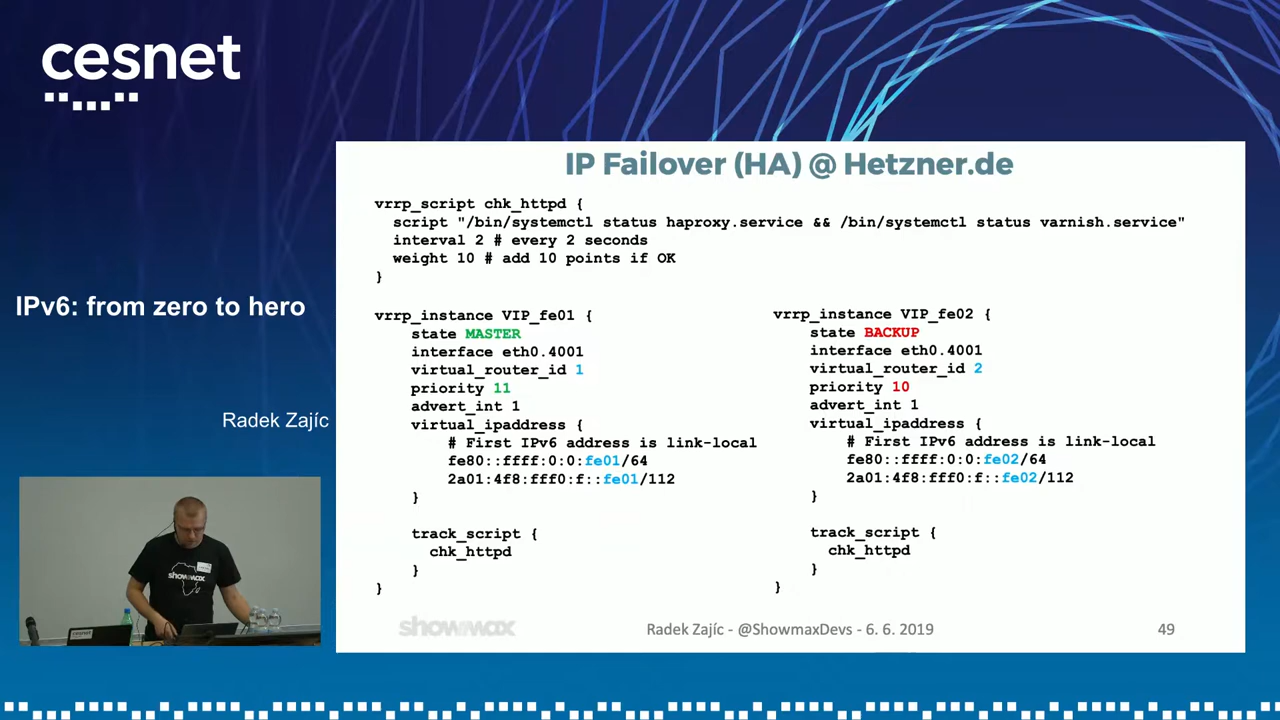 cesnet
IPv6: from zero to hero
Radek Zajíc
IP Failover (HA) @ Hetzner.de
vrrp_script chk_httpd {
script "/bin/systemctl status haproxy.service && /bin/systemctl status varnish.service"
interval 2 # every 2 seconds
weight 10 # add 10 points if OK
}
vrrp_instance VIP_fe01 {
state MASTER
interface eth0.4001
virtual_router_id 1
priority 11
advert_int 1
virtual_ipaddress {
# First IPv6 address is link-local
fe80::ffff:0:0:fe01/64
2a01:4f8:fff0:f::fe01/112
}
track_script {
chk_httpd
}
}
vrrp_instance VIP_fe02 {
state BACKUP
interface eth0.4001
virtual_router_id 2
priority 10
advert_int 1
virtual_ipaddress {
# First IPv6 address is link-local
fe80::ffff:0:0:fe02/64
2a01:4f8:fff0:f::fe02/112
}
track_script {
chk_httpd
}
}
showmax
Radek Zajíc - @ShowmaxDevs - 6. 6. 2019
49
showmax
cesnet